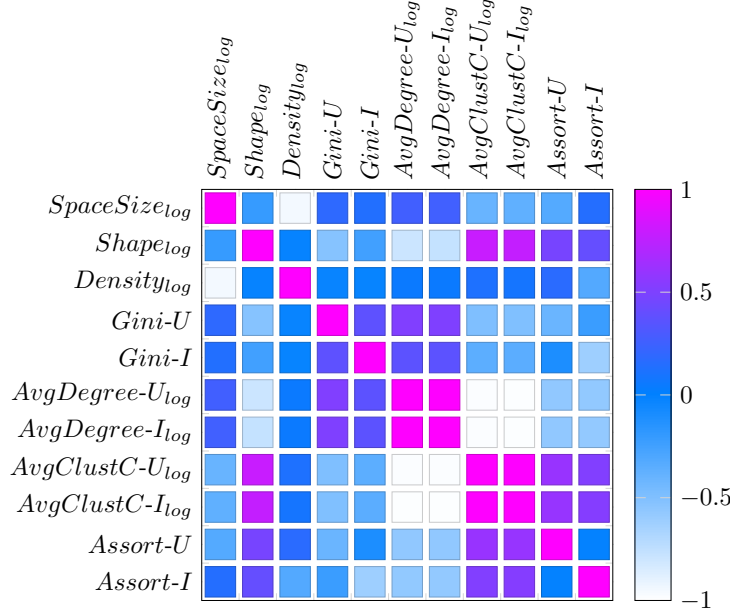 SpaceSize_log
Shape_log
Density_log
Gini-U
Gini-I
AvgDegree-U_log
AvgDegree-I_log
AvgClustC-U_log
AvgClustC-I_log
Assort-U
Assort-I
SpaceSize_log
Shape_log
Density_log
Gini-U
Gini-I
AvgDegree-U_log
AvgDegree-I_log
AvgClustC-U_log
AvgClustC-I_log
Assort-U
Assort-I
1
0.5
0
−0.5
−1